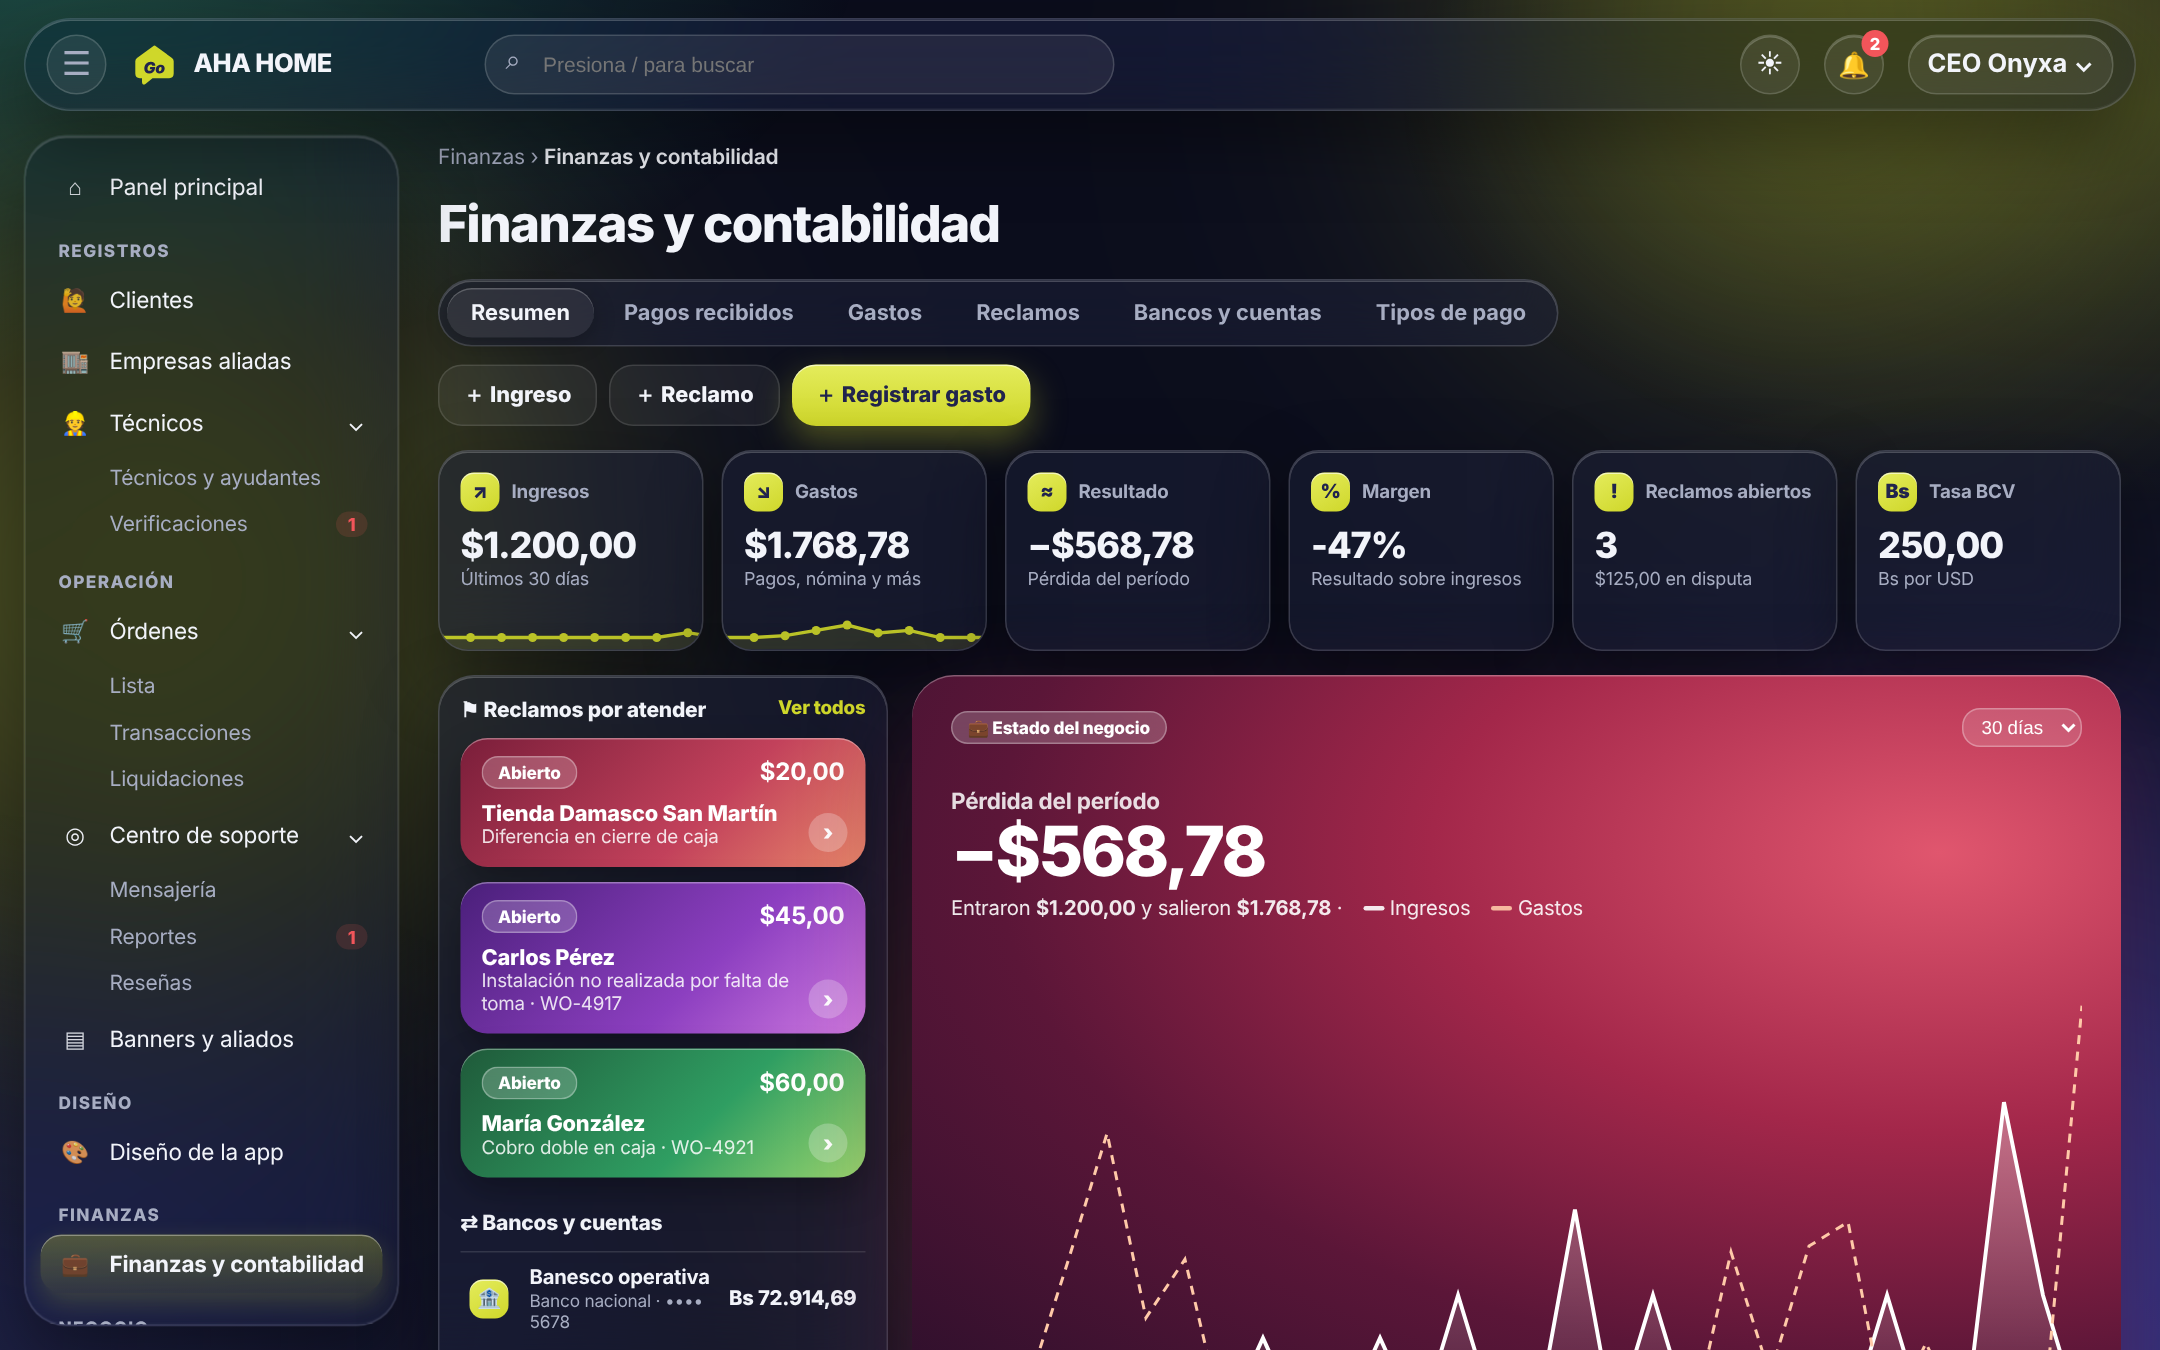 Go
AHA HOME
Presiona / para buscar
2
CEO Onyxa
Panel principal
REGISTROS
Clientes
Empresas aliadas
Técnicos
Técnicos y ayudantes
Verificaciones 1
OPERACIÓN
Órdenes
Lista
Transacciones
Liquidaciones
Centro de soporte
Mensajería
Reportes 1
Reseñas
Banners y aliados
DISEÑO
Diseño de la app
FINANZAS
Finanzas y contabilidad
Finanzas › Finanzas y contabilidad
Finanzas y contabilidad
Resumen Pagos recibidos Gastos Reclamos Bancos y cuentas Tipos de pago
+ Ingreso + Reclamo + Registrar gasto
Ingresos
$1.200,00
Últimos 30 días
Gastos
$1.768,78
Pagos, nómina y más
≈ Resultado
−$568,78
Pérdida del período
% Margen
-47%
Resultado sobre ingresos
! Reclamos abiertos
3
$125,00 en disputa
Bs Tasa BCV
250,00
Bs por USD
Reclamos por atender Ver todos
Abierto $20,00
Tienda Damasco San Martín
Diferencia en cierre de caja
Abierto $45,00
Carlos Pérez
Instalación no realizada por falta de
toma · WO-4917
Abierto $60,00
María González
Cobro doble en caja · WO-4921
Bancos y cuentas
Banesco operativa
Banco nacional · ••••
5678
Bs 72.914,69
Estado del negocio
30 días
Pérdida del período
−$568,78
Entraron $1.200,00 y salieron $1.768,78 · Ingresos Gastos